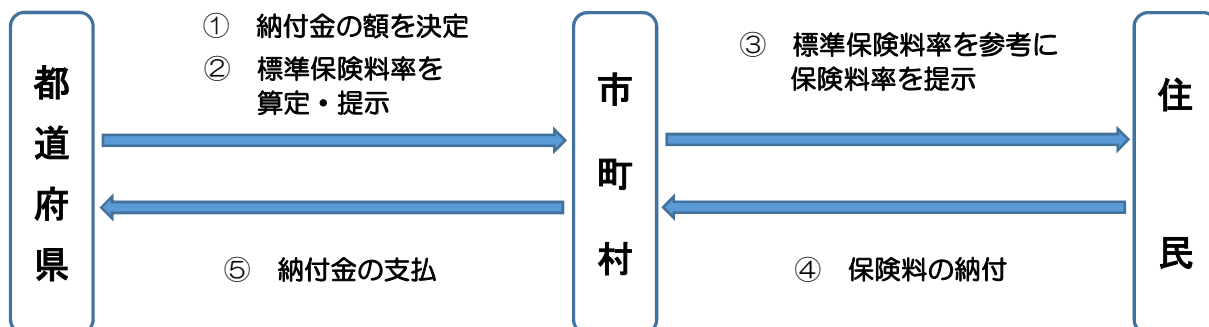 都道府県
① 納付金の額を決定
② 標準保険料率を
算定・提示
⑤ 納付金の支払
市町村
③ 標準保険料率を参考に
保険料率を提示
④ 保険料の納付
住民